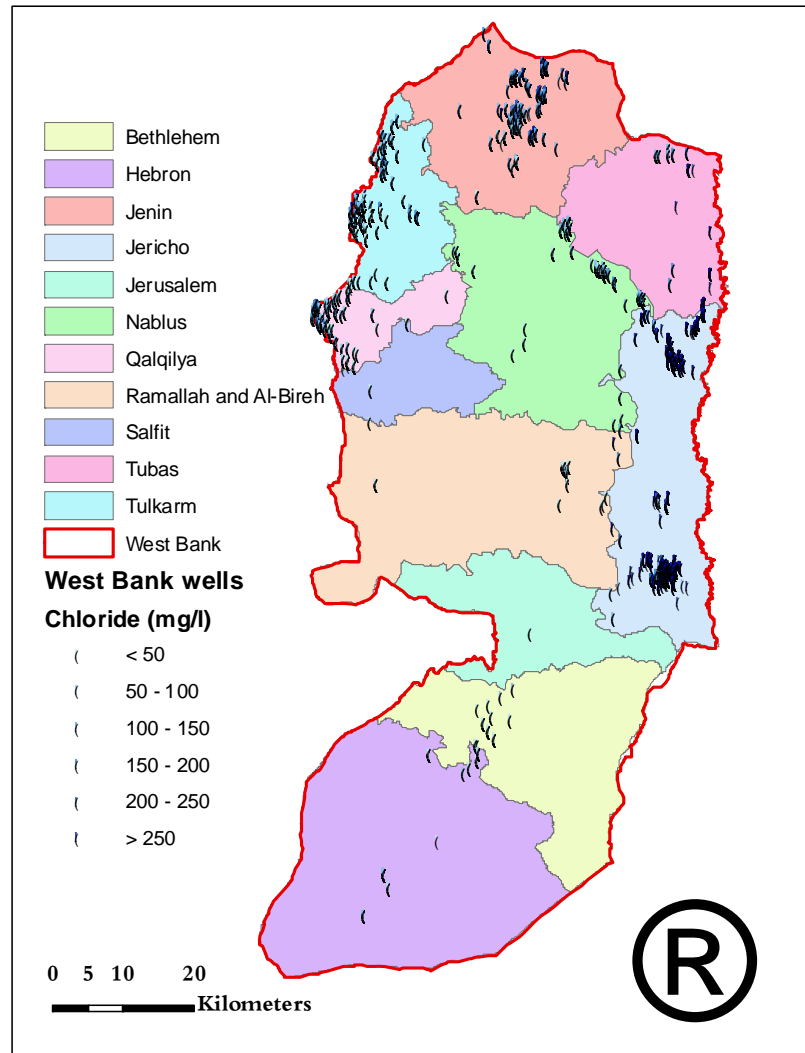 Bethlehem
Hebron
Jenin
Jericho
Jerusalem
Nablus
Qalqilya
Ramallah and Al-Bireh
Salfit
Tubas
Tulkarm
West Bank
West Bank wells
Chloride (mg/l)
< 50
50 - 100
100 - 150
150 - 200
200 - 250
> 250
0 5 10 20
Kilometers
®